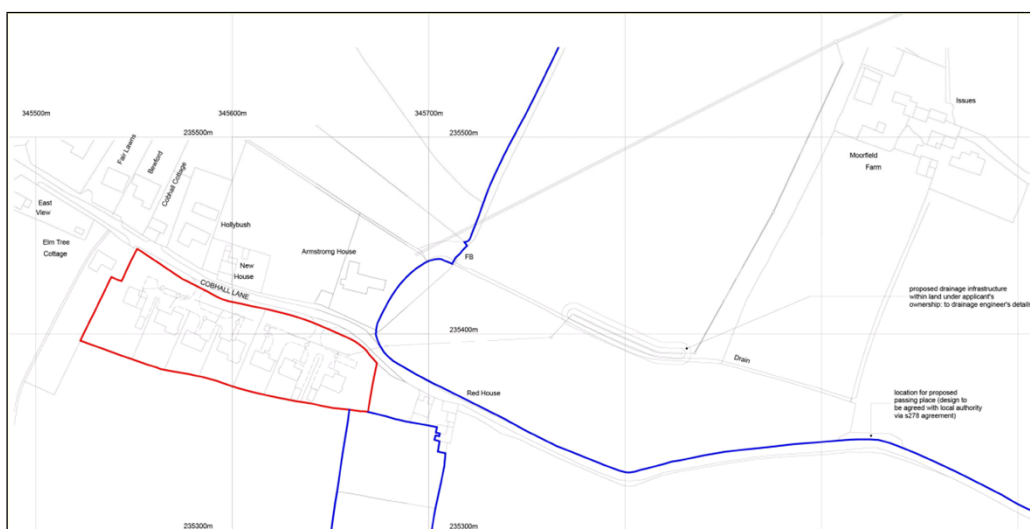 345500m
345600m
345700m
235500m
235500m
Issues
Moorfield
Farm
Fair Lawns
Bewford
Cobhall Cottage
East
View
Elm Tree
Cottage
Hollybush
New
House
Armstromg House
COBHALL LANE
FB
proposed drainage infrastructure
within land under applicant's
ownership: to drainage engineer's details
235400m
Drain
Red House
location for proposed
passing place (design to
be agreed with local authority
via s278 agreement)
235300m
235300m